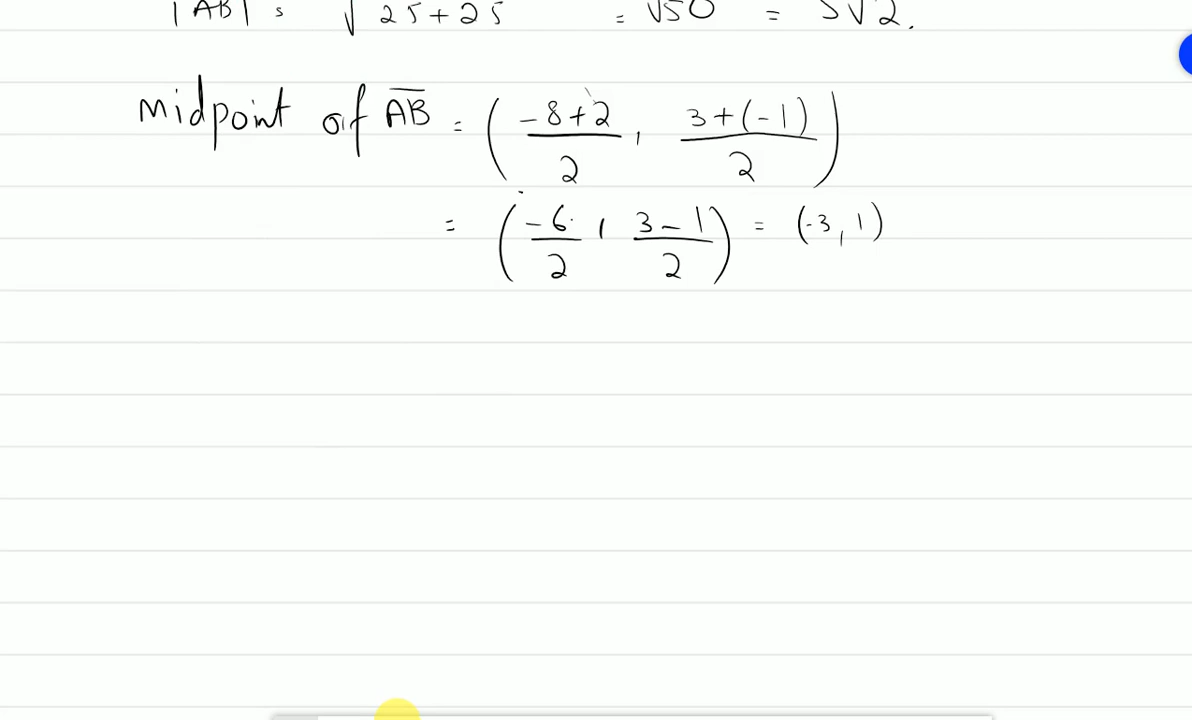 |AB| = √25+25 = √50 = 5√2.
midpoint of AB = (-8+2/2, 3+(-1)/2)
= (-6/2, 3-1/2) = (-3, 1)